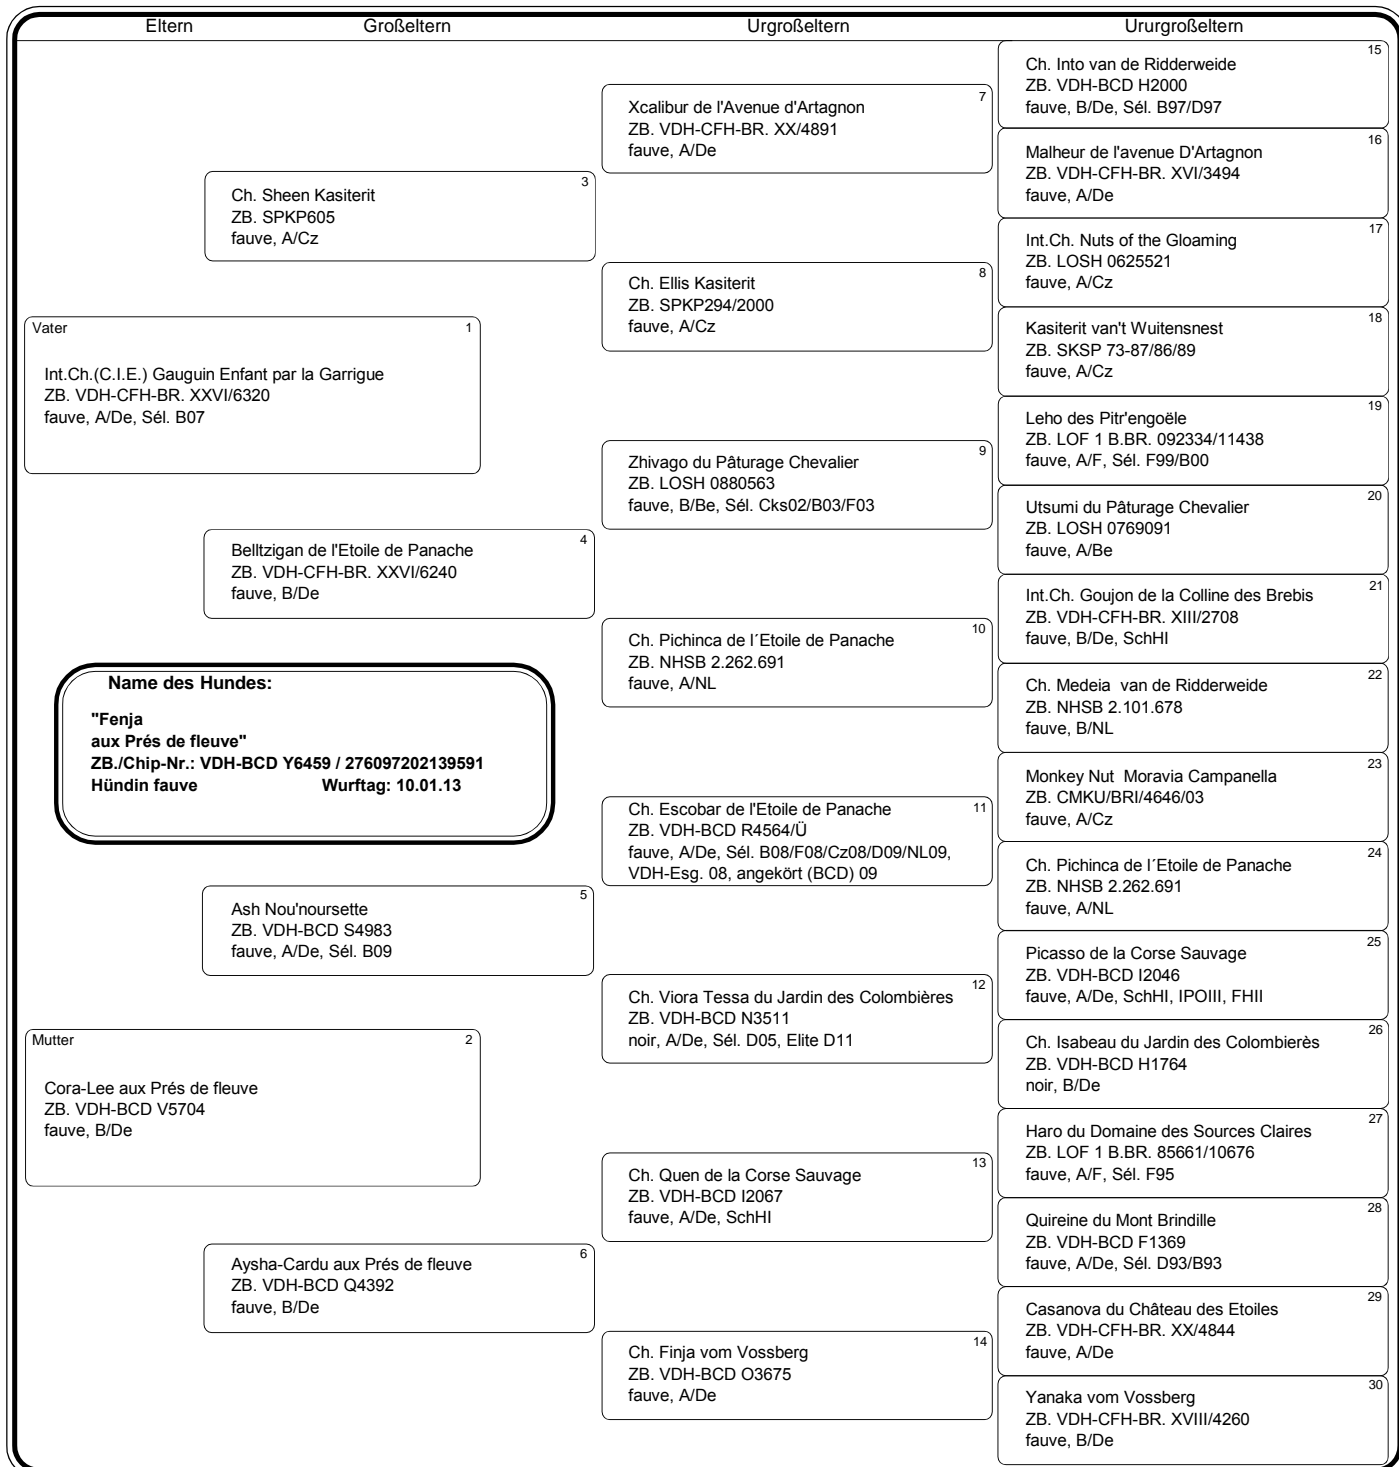 Eltern Großeltern Urgroßeltern Ururgroßeltern
Vater 1
Int.Ch.(C.I.E.) Gauguin Enfant par la Garrigue
ZB. VDH-CFH-BR. XXVI/6320
fauve, A/De, Sél. B07
Name des Hundes:
"Fenja
aux Prés de fleuve"
ZB./Chip-Nr.: VDH-BCD Y6459 / 276097202139591
Hündin fauve Wurftag: 10.01.13
Mutter 2
Cora-Lee aux Prés de fleuve
ZB. VDH-BCD V5704
fauve, B/De
3
Ch. Sheen Kasiterit
ZB. SPKP605
fauve, A/Cz
4
Belltzigan de l'Etoile de Panache
ZB. VDH-CFH-BR. XXVI/6240
fauve, B/De
5
Ash Nou'noursette
ZB. VDH-BCD S4983
fauve, A/De, Sél. B09
6
Aysha-Cardu aux Prés de fleuve
ZB. VDH-BCD Q4392
fauve, B/De
7
Xcalibur de l'Avenue d'Artagnon
ZB. VDH-CFH-BR. XX/4891
fauve, A/De
8
Ch. Ellis Kasiterit
ZB. SPKP294/2000
fauve, A/Cz
9
Zhivago du Pâturage Chevalier
ZB. LOSH 0880563
fauve, B/Be, Sél. Cks02/B03/F03
10
Ch. Pichinca de l´Etoile de Panache
ZB. NHSB 2.262.691
fauve, A/NL
11
Ch. Escobar de l'Etoile de Panache
ZB. VDH-BCD R4564/Ü
fauve, A/De, Sél. B08/F08/Cz08/D09/NL09,
VDH-Esg. 08, angekört (BCD) 09
12
Ch. Viora Tessa du Jardin des Colombières
ZB. VDH-BCD N3511
noir, A/De, Sél. D05, Elite D11
13
Ch. Quen de la Corse Sauvage
ZB. VDH-BCD I2067
fauve, A/De, SchHI
14
Ch. Finja vom Vossberg
ZB. VDH-BCD O3675
fauve, A/De
15
Ch. Into van de Ridderweide
ZB. VDH-BCD H2000
fauve, B/De, Sél. B97/D97
16
Malheur de l'avenue D'Artagnon
ZB. VDH-CFH-BR. XVI/3494
fauve, A/De
17
Int.Ch. Nuts of the Gloaming
ZB. LOSH 0625521
fauve, A/Cz
18
Kasiterit van't Wuitensnest
ZB. SKSP 73-87/86/89
fauve, A/Cz
19
Leho des Pitr'engoële
ZB. LOF 1 B.BR. 092334/11438
fauve, A/F, Sél. F99/B00
20
Utsumi du Pâturage Chevalier
ZB. LOSH 0769091
fauve, A/Be
21
Int.Ch. Goujon de la Colline des Brebis
ZB. VDH-CFH-BR. XIII/2708
fauve, B/De, SchHI
22
Ch. Medeia van de Ridderweide
ZB. NHSB 2.101.678
fauve, B/NL
23
Monkey Nut Moravia Campanella
ZB. CMKU/BRI/4646/03
fauve, A/Cz
24
Ch. Pichinca de l´Etoile de Panache
ZB. NHSB 2.262.691
fauve, A/NL
25
Picasso de la Corse Sauvage
ZB. VDH-BCD I2046
fauve, A/De, SchHI, IPOIII, FHII
26
Ch. Isabeau du Jardin des Colombierès
ZB. VDH-BCD H1764
noir, B/De
27
Haro du Domaine des Sources Claires
ZB. LOF 1 B.BR. 85661/10676
fauve, A/F, Sél. F95
28
Quireine du Mont Brindille
ZB. VDH-BCD F1369
fauve, A/De, Sél. D93/B93
29
Casanova du Château des Etoiles
ZB. VDH-CFH-BR. XX/4844
fauve, A/De
30
Yanaka vom Vossberg
ZB. VDH-CFH-BR. XVIII/4260
fauve, B/De